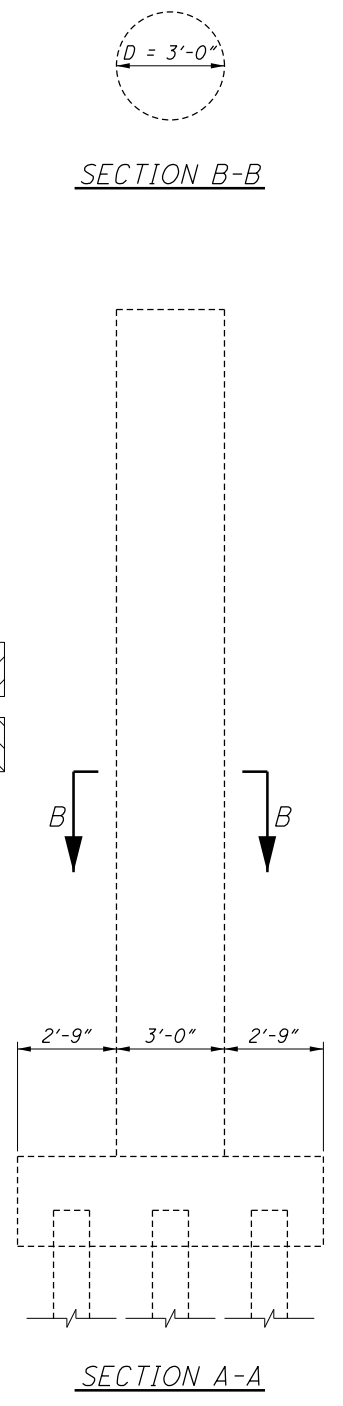 D = 3'-0"
SECTION B-B
B B
2'-9" 3'-0" 2'-9"
SECTION A-A